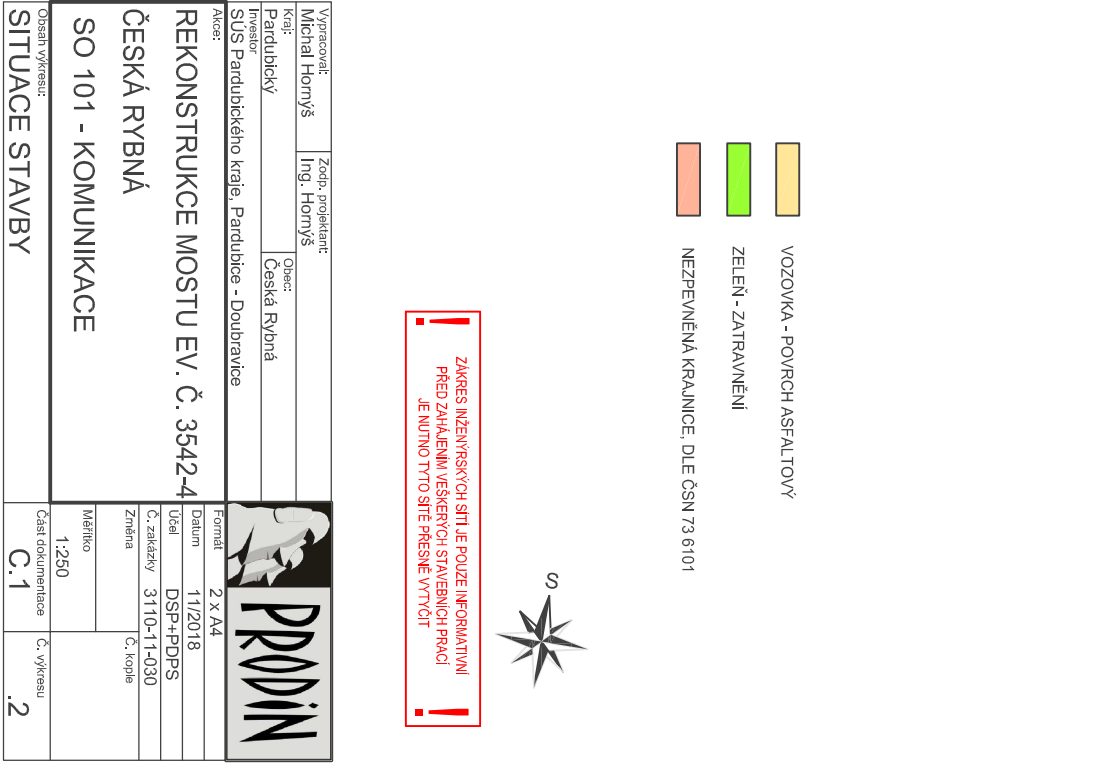 VOZOVKA - POVRCH ASFALTOVÝ
ZELEŇ - ZATRAVNĚNÍ
NEZPEVNĚNÁ KRAJNICE, DLE ČSN 73 6101
S
! ZÁKRES INŽENÝRSKÝCH SÍTÍ JE POUZE INFORMATIVNÍ !
PŘED ZAHÁJENÍM VEŠKERÝCH STAVEBNÍCH PRACÍ
JE NUTNO TYTO SÍTĚ PŘESNĚ VYTYČIT
Vypracoval:
Michal Hornýš
Zodp. projektant:
Ing. Hornýš
Kraj:
Pardubický
Obec:
Česká Rybná
Investor
SÚS Pardubického kraje, Pardubice - Doubravice
PRODIN
Akce:
REKONSTRUKCE MOSTU EV. Č. 3542-4
ČESKÁ RYBNÁ
SO 101 - KOMUNIKACE
Formát 2 x A4
Datum 11/2018
Účel DSP+PDPS
Č. zakázky 3110-11-030
Změna
Č. kopie
Měřítko
1:250
Obsah výkresu:
SITUACE STAVBY
Část dokumentace
C.1
Č. výkresu
.2